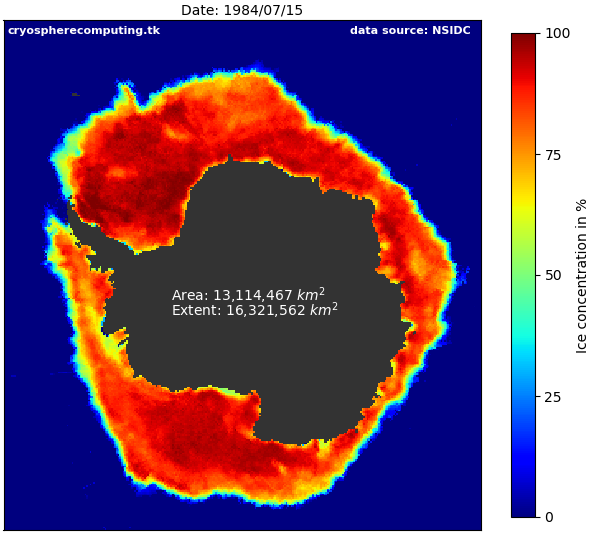 Date: 1984/07/15
cryospherecomputing.tk
data source: NSIDC
Area: 13,114,467 km²
Extent: 16,321,562 km²
100
75
50
25
0
Ice concentration in %